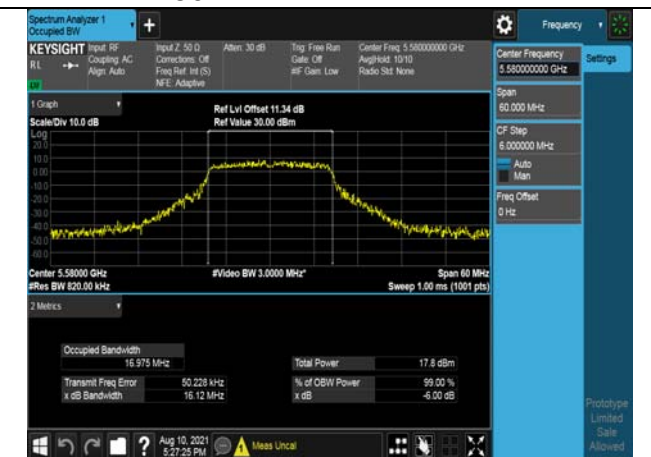 Spectrum Analyzer 1
Occupied BW
+
Frequency
KEYSIGHT
RL
Input: RF
Coupling: AC
Align: Auto
Input Z: 50 Ω
Corrections: Off
Freq Ref: Int (S)
NFE: Adaptive
Atten: 30 dB
Trig: Free Run
Gate: Off
#IF Gain: Low
Center Freq: 5.580000000 GHz
Avg|Hold: 10/10
Radio Std: None
Center Frequency
5.580000000 GHz
Settings
Span
60.000 MHz
CF Step
6.000000 MHz
Auto
Man
Freq Offset
0 Hz
1 Graph
Scale/Div 10.0 dB
Ref Lvl Offset 11.34 dB
Ref Value 30.00 dBm
Log
20.0
10.0
0.00
-10.0
-20.0
-30.0
-40.0
-50.0
-60.0
Center 5.58000 GHz
#Video BW 3.0000 MHz*
Span 60 MHz
#Res BW 820.00 kHz
Sweep 1.00 ms (1001 pts)
2 Metrics
Occupied Bandwidth
16.975 MHz
Total Power 17.8 dBm
Transmit Freq Error 50.228 kHz
% of OBW Power 99.00 %
x dB Bandwidth 16.12 MHz
x dB -6.00 dB
Prototype
Limited
Sale
Allowed
?
Aug 10, 2021
5:27:25 PM
Meas Uncal